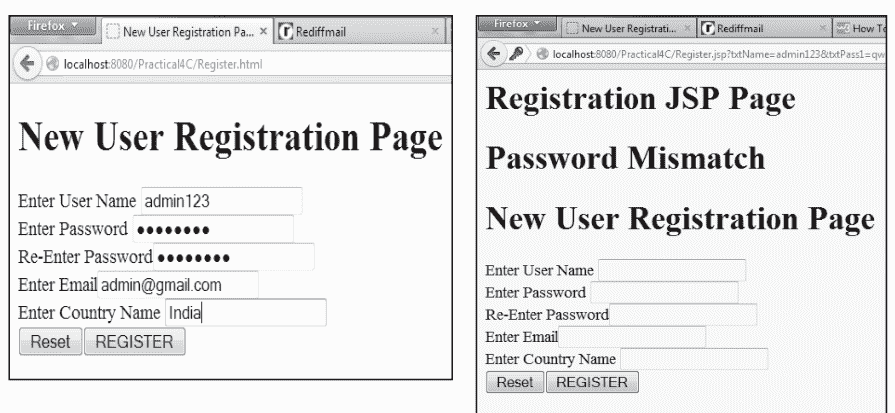 Firefox
New User Registration Pa... ×
Rediffmail ×
localhost:8080/Practical4C/Register.html
New User Registration Page
Enter User Name admin123
Enter Password ●●●●●●●●
Re-Enter Password ●●●●●●●●
Enter Email admin@gmail.com
Enter Country Name India
Reset REGISTER
Firefox
New User Registrati... ×
Rediffmail ×
How To
localhost:8080/Practical4C/Register.jsp?txtName=admin123&txtPass1=qw
Registration JSP Page
Password Mismatch
New User Registration Page
Enter User Name
Enter Password
Re-Enter Password
Enter Email
Enter Country Name
Reset REGISTER